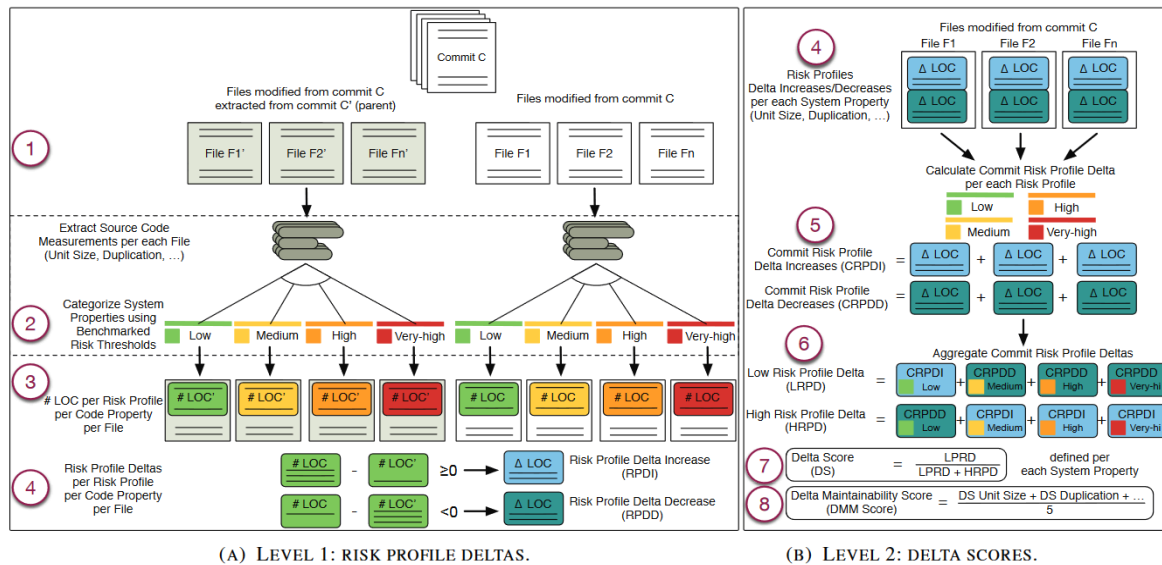 Commit C
Files modified from commit C
extracted from commit C' (parent)
Files modified from commit C
1
File F1'
File F2'
File Fn'
File F1
File F2
File Fn
Extract Source Code
Measurements per each File
(Unit Size, Duplication, ...)
2
Categorize System
Properties using
Benchmarked
Risk Thresholds
Low
Medium
High
Very-high
Low
Medium
High
Very-high
3
# LOC per Risk Profile
per Code Property
per File
# LOC'
# LOC'
# LOC'
# LOC'
# LOC
# LOC
# LOC
# LOC
4
Risk Profile Deltas
per Risk Profile
per Code Property
per File
# LOC - # LOC' ≥0 Δ LOC
Risk Profile Delta Increase
(RPDI)
# LOC - # LOC' <0 Δ LOC
Risk Profile Delta Decrease
(RPDD)
(A) LEVEL 1: RISK PROFILE DELTAS.
Files modified from commit C
File F1 File F2 File Fn
4
Risk Profiles
Delta Increases/Decreases
per each System Property
(Unit Size, Duplication, ...)
Δ LOC Δ LOC Δ LOC
Δ LOC Δ LOC Δ LOC
Calculate Commit Risk Profile Delta
per each Risk Profile
Low High
Medium Very-high
5
Commit Risk Profile
Delta Increases (CRPDI)
= Δ LOC + Δ LOC + Δ LOC
Commit Risk Profile
Delta Decreases (CRPDD)
= Δ LOC + Δ LOC + Δ LOC
6
Aggregate Commit Risk Profile Deltas
Low Risk Profile Delta
(LRPD)
= CRPDI Low + CRPDD Medium + CRPDD High + CRPDD Very-hi
High Risk Profile Delta
(HRPD)
= CRPDD Low + CRPDI Medium + CRPDI High + CRPDI Very-hi
7
Delta Score
(DS)
=
LPRD
LPRD + HRPD
defined per
each System Property
8
Delta Maintainability Score
(DMM Score)
=
DS Unit Size + DS Duplication + ...
5
(B) LEVEL 2: DELTA SCORES.